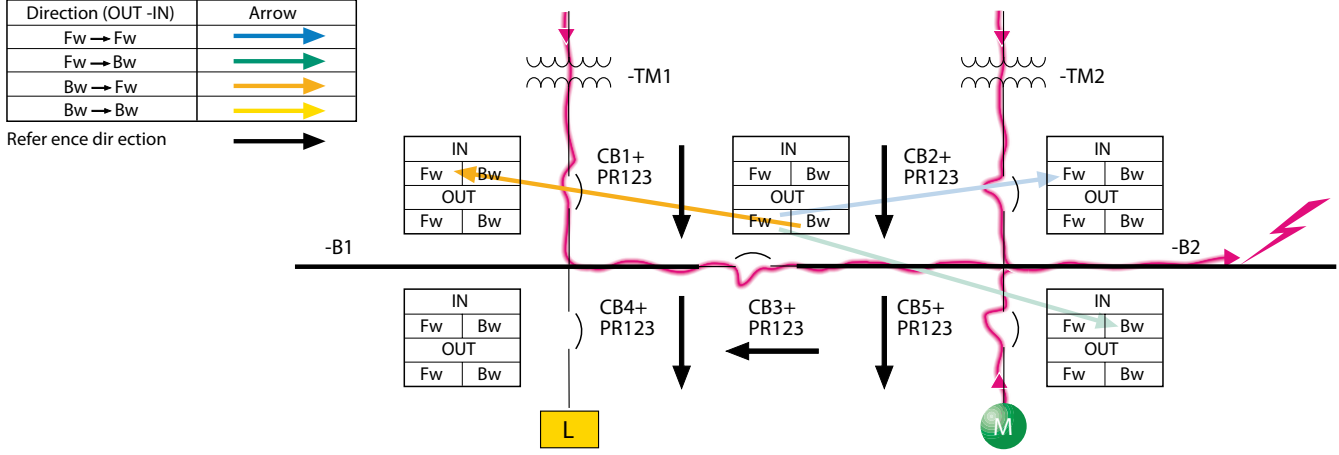 Direction (OUT -IN) Arrow
Fw → Fw
Fw → Bw
Bw → Fw
Bw → Bw
Refer ence dir ection
-TM1
-TM2
IN
Fw Bw
OUT
Fw Bw
CB1+
PR123
IN
Fw Bw
OUT
Fw Bw
CB2+
PR123
IN
Fw Bw
OUT
Fw Bw
-B1
-B2
IN
Fw Bw
OUT
Fw Bw
CB4+
PR123
CB3+
PR123
CB5+
PR123
IN
Fw Bw
OUT
Fw Bw
L
M